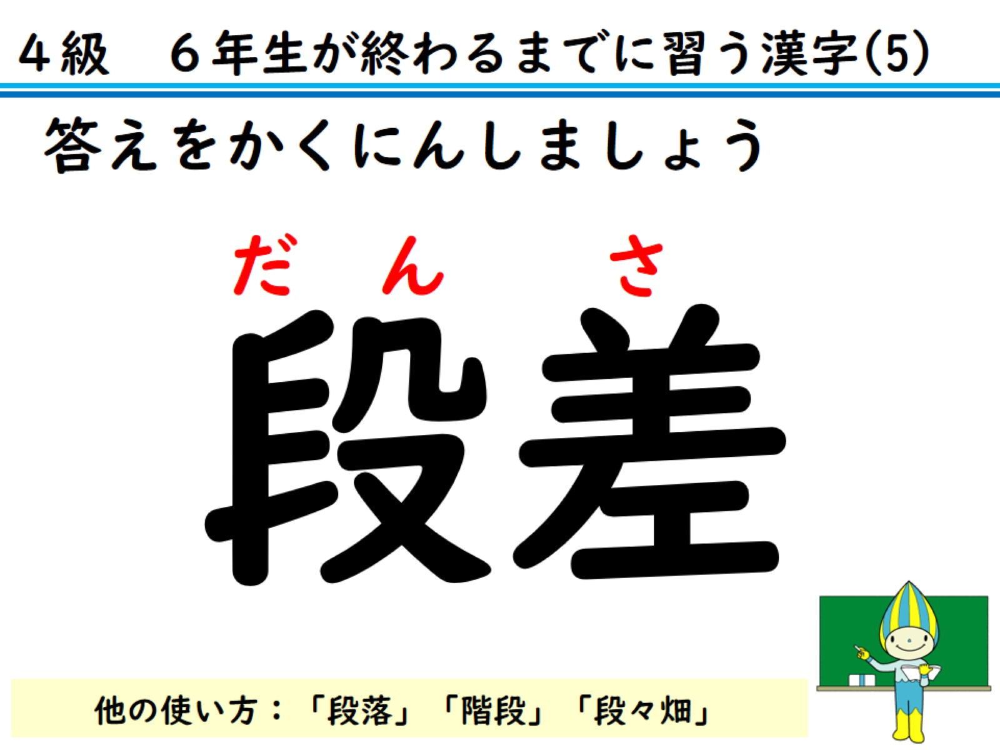 ４級　６年生が終わるまでに習う漢字(5)
答えをかくにんしましょう
だん　さ
段差
他の使い方：「段落」「階段」「段々畑」